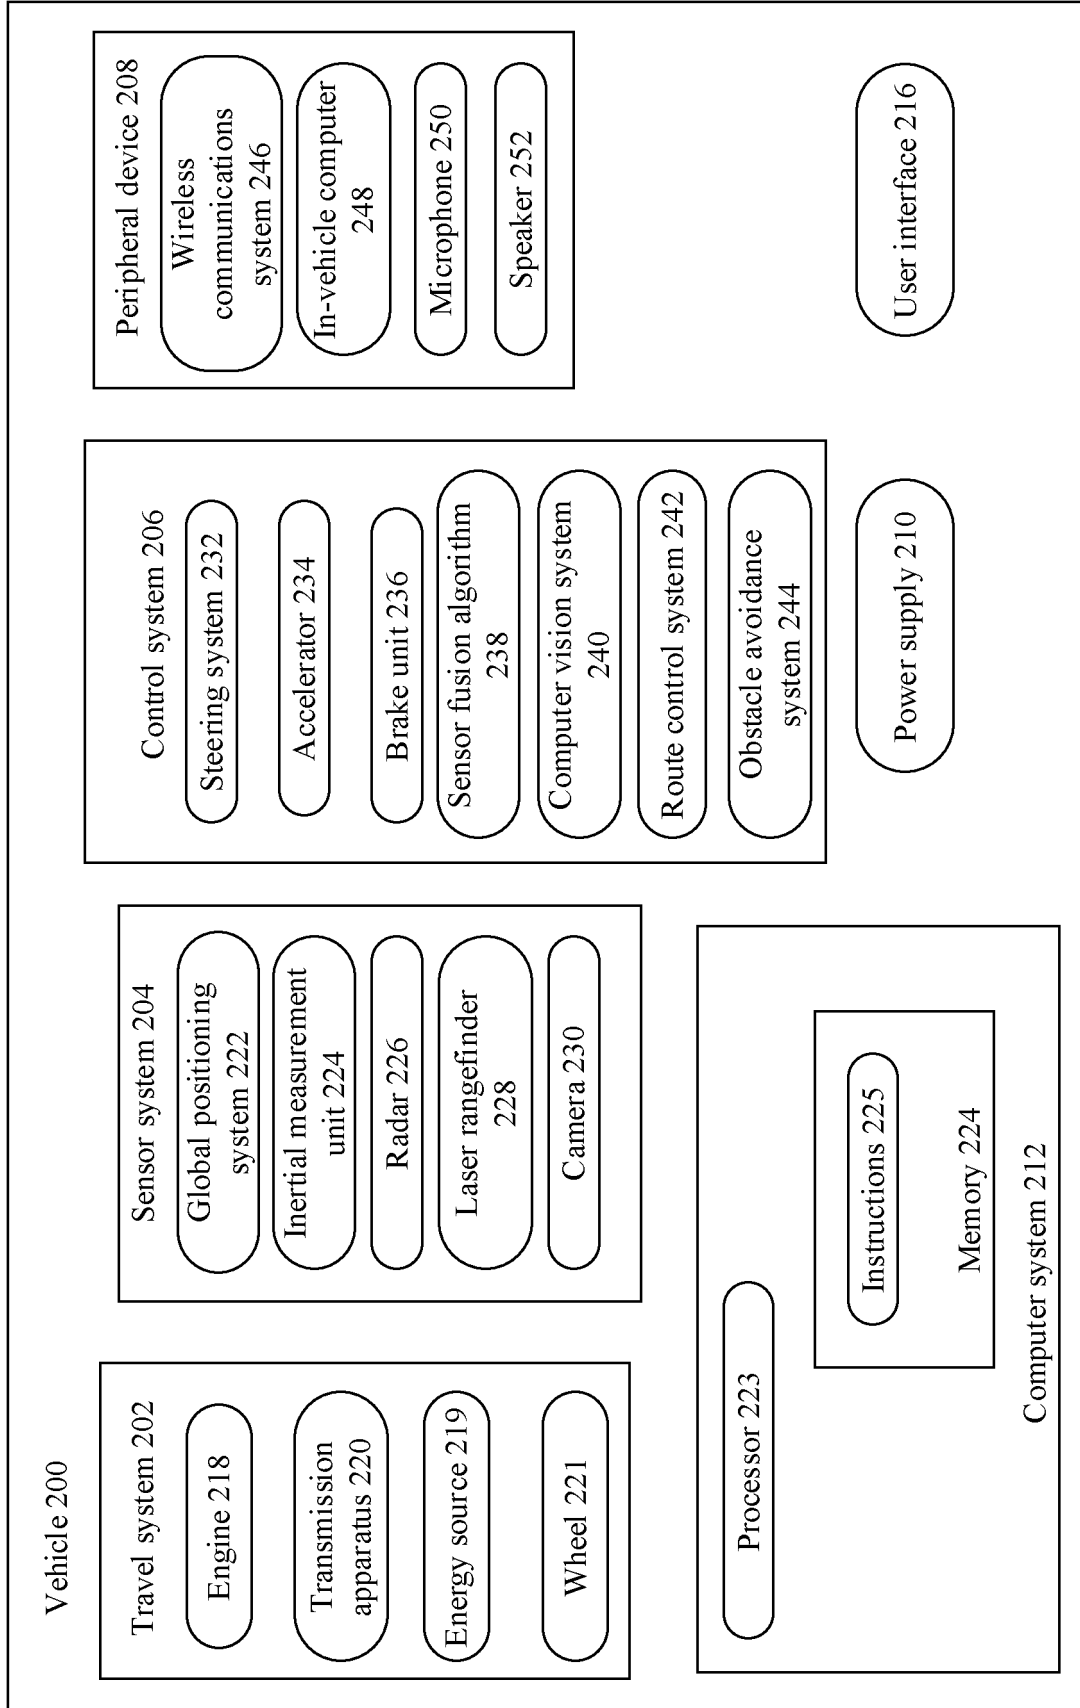 Vehicle 200
Travel system 202
Engine 218
Transmission
apparatus 220
Energy source 219
Wheel 221
Sensor system 204
Global positioning
system 222
Inertial measurement
unit 224
Radar 226
Laser rangefinder
228
Camera 230
Control system 206
Steering system 232
Accelerator 234
Brake unit 236
Sensor fusion algorithm
238
Computer vision system
240
Route control system 242
Obstacle avoidance
system 244
Peripheral device 208
Wireless
communications
system 246
In-vehicle computer
248
Microphone 250
Speaker 252
Processor 223
Instructions 225
Memory 224
Computer system 212
Power supply 210
User interface 216